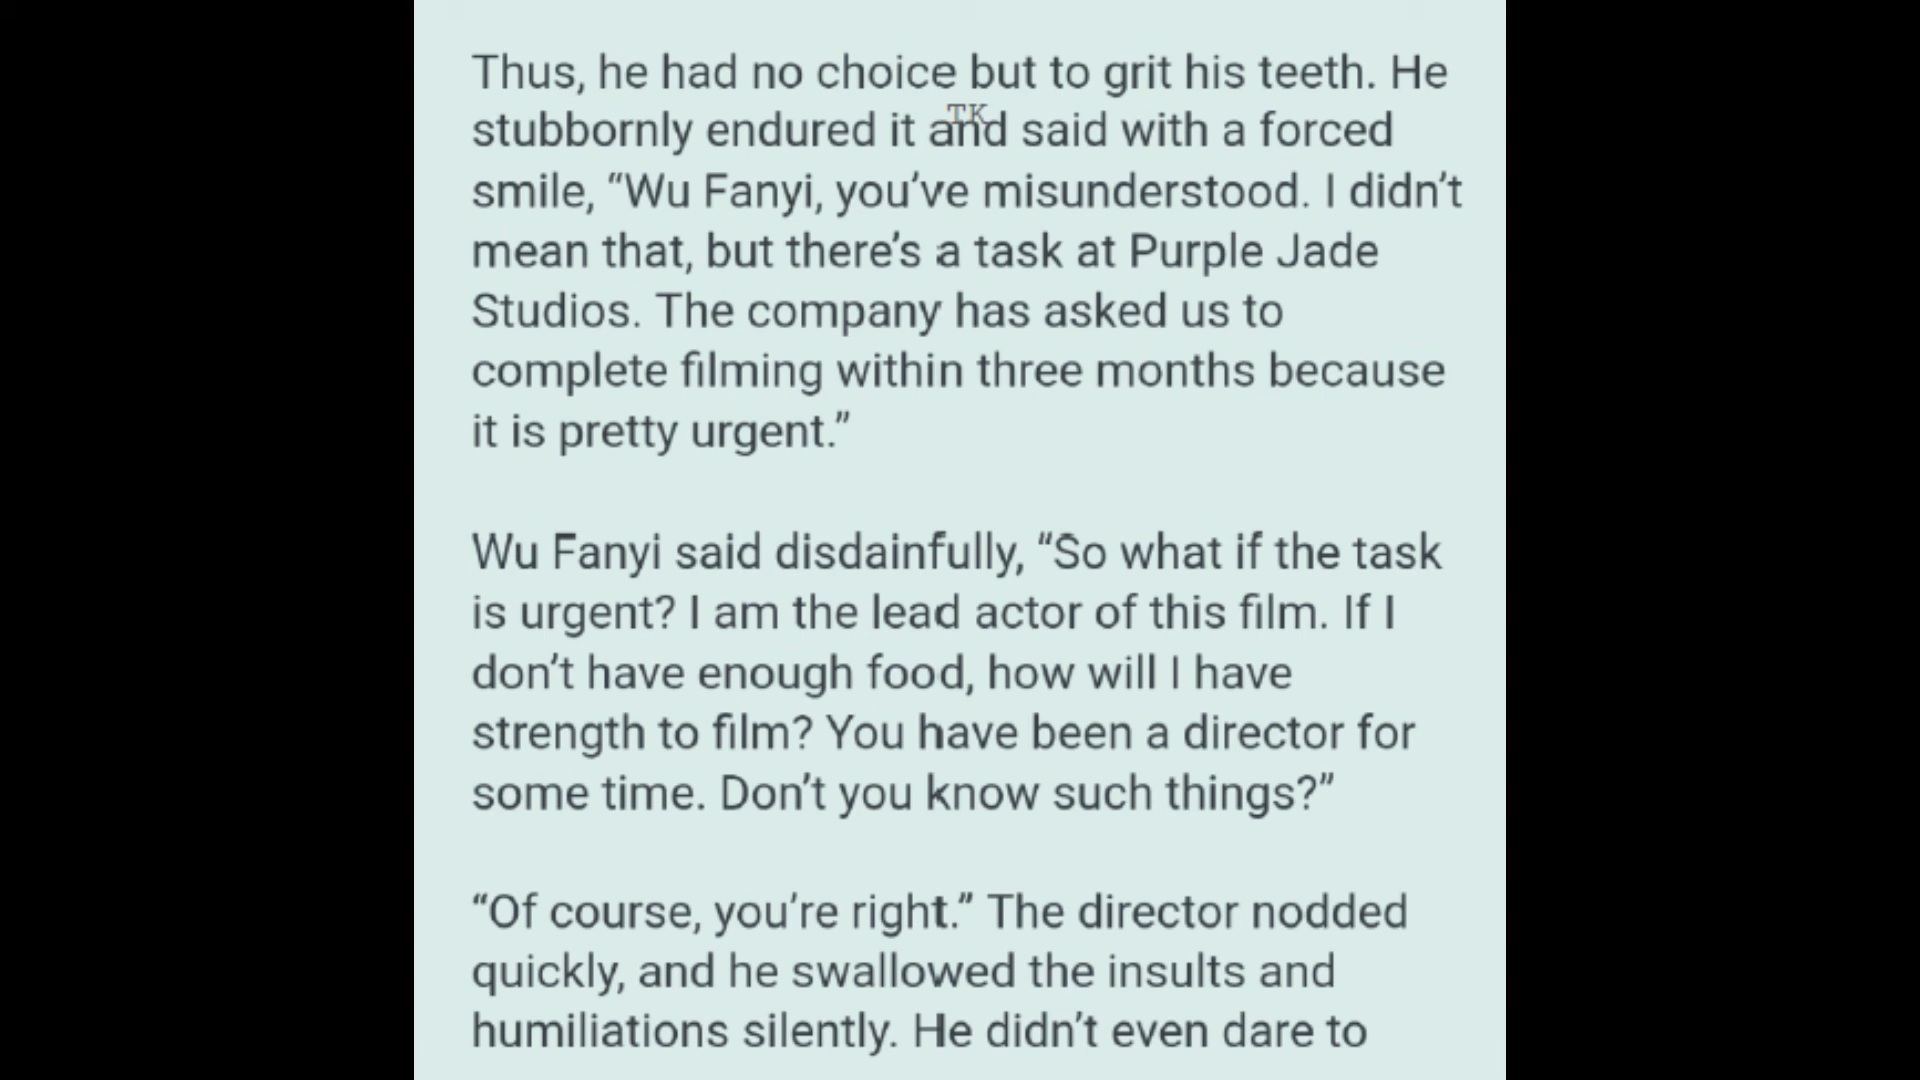 Thus, he had no choice but to grit his teeth. He
TK
stubbornly endured it and said with a forced
smile, “Wu Fanyi, you’ve misunderstood. I didn’t
mean that, but there’s a task at Purple Jade
Studios. The company has asked us to
complete filming within three months because
it is pretty urgent.”
Wu Fanyi said disdainfully, “So what if the task
is urgent? I am the lead actor of this film. If I
don’t have enough food, how will I have
strength to film? You have been a director for
some time. Don’t you know such things?”
“Of course, you’re right.” The director nodded
quickly, and he swallowed the insults and
humiliations silently. He didn’t even dare to